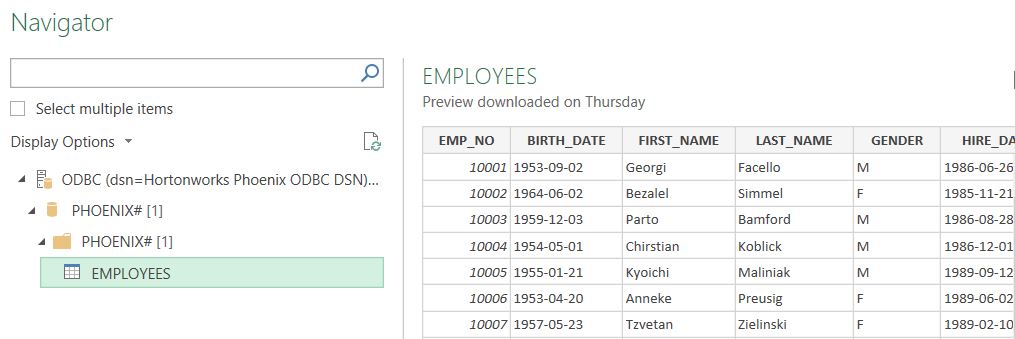 Navigator
Select multiple items
Display Options
ODBC (dsn=Hortonworks Phoenix ODBC DSN)...
PHOENIX# [1]
PHOENIX# [1]
EMPLOYEES
EMPLOYEES
Preview downloaded on Thursday
EMP_NO BIRTH_DATE FIRST_NAME LAST_NAME GENDER HIRE_DA
10001 1953-09-02 Georgi Facello M 1986-06-26
10002 1964-06-02 Bezalel Simmel F 1985-11-21
10003 1959-12-03 Parto Bamford M 1986-08-28
10004 1954-05-01 Chirstian Koblick M 1986-12-01
10005 1955-01-21 Kyoichi Maliniak M 1989-09-12
10006 1953-04-20 Anneke Preusig F 1989-06-02
10007 1957-05-23 Tzvetan Zielinski F 1989-02-10